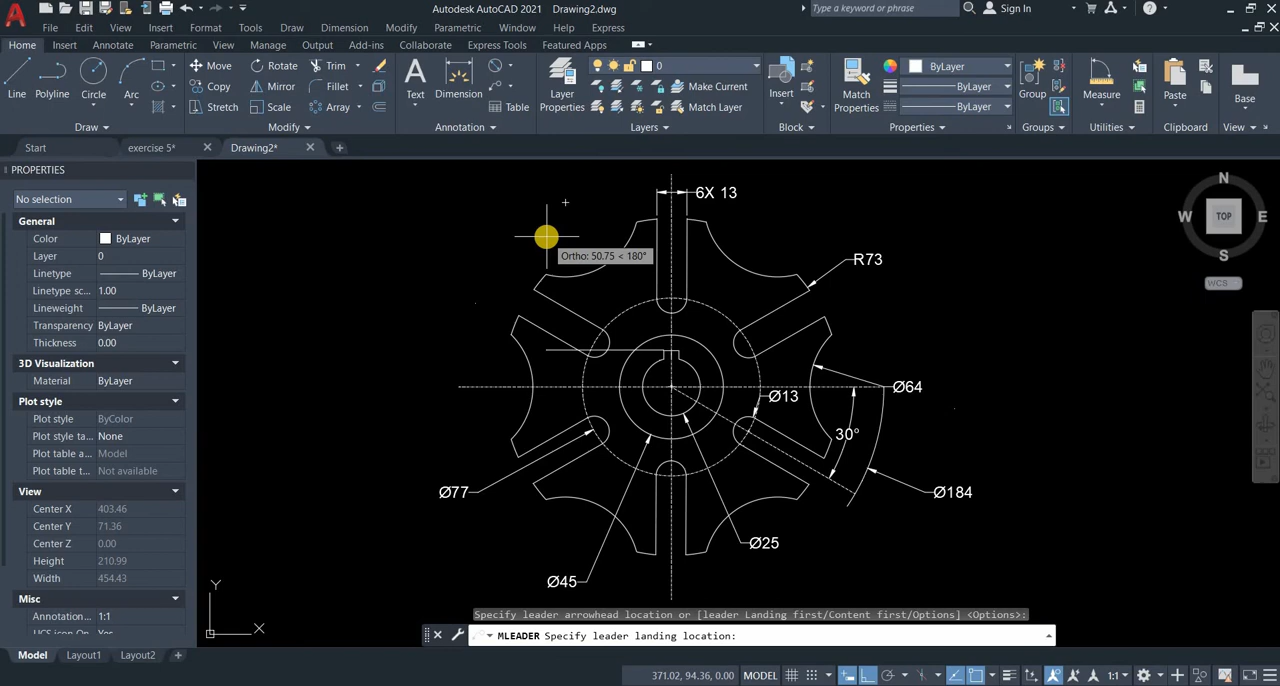 Autodesk AutoCAD 2021 Drawing2.dwg
Type a keyword or phrase
Sign In
File Edit View Insert Format Tools Draw Dimension Modify Parametric Window Help Express
Home Insert Annotate Parametric View Manage Output Add-ins Collaborate Express Tools Featured Apps
Line Polyline Circle Arc
Move Rotate Trim
Copy Mirror Fillet
Stretch Scale Array
Text Dimension Table
Layer Properties
0
Make Current
Match Layer
Insert
Match Properties
ByLayer
ByLayer
ByLayer
Group
Measure
Paste
Base
Draw Modify Annotation Layers Block Properties Groups Utilities Clipboard View
Start exercise 5* Drawing2*
PROPERTIES
No selection
General
Color ByLayer
Layer 0
Linetype ByLayer
Linetype sc... 1.00
Lineweight ByLayer
Transparency ByLayer
Thickness 0.00
3D Visualization
Material ByLayer
Plot style
Plot style ByColor
Plot style ta... None
Plot table a... Model
Plot table t... Not available
View
Center X 403.46
Center Y 71.36
Center Z 0.00
Height 210.99
Width 454.43
Misc
Annotation... 1:1
6X 13
Ortho: 50.75 < 180°
R73
Ø64
Ø13
30°
Ø77
Ø184
Ø25
Ø45
N
W TOP E
S
WCS
Y
X
Specify leader arrowhead location or [leader Landing first/Content first/Options] <Options>:
MLEADER Specify leader landing location:
Model Layout1 Layout2
371.02, 94.36, 0.00 MODEL 1:1